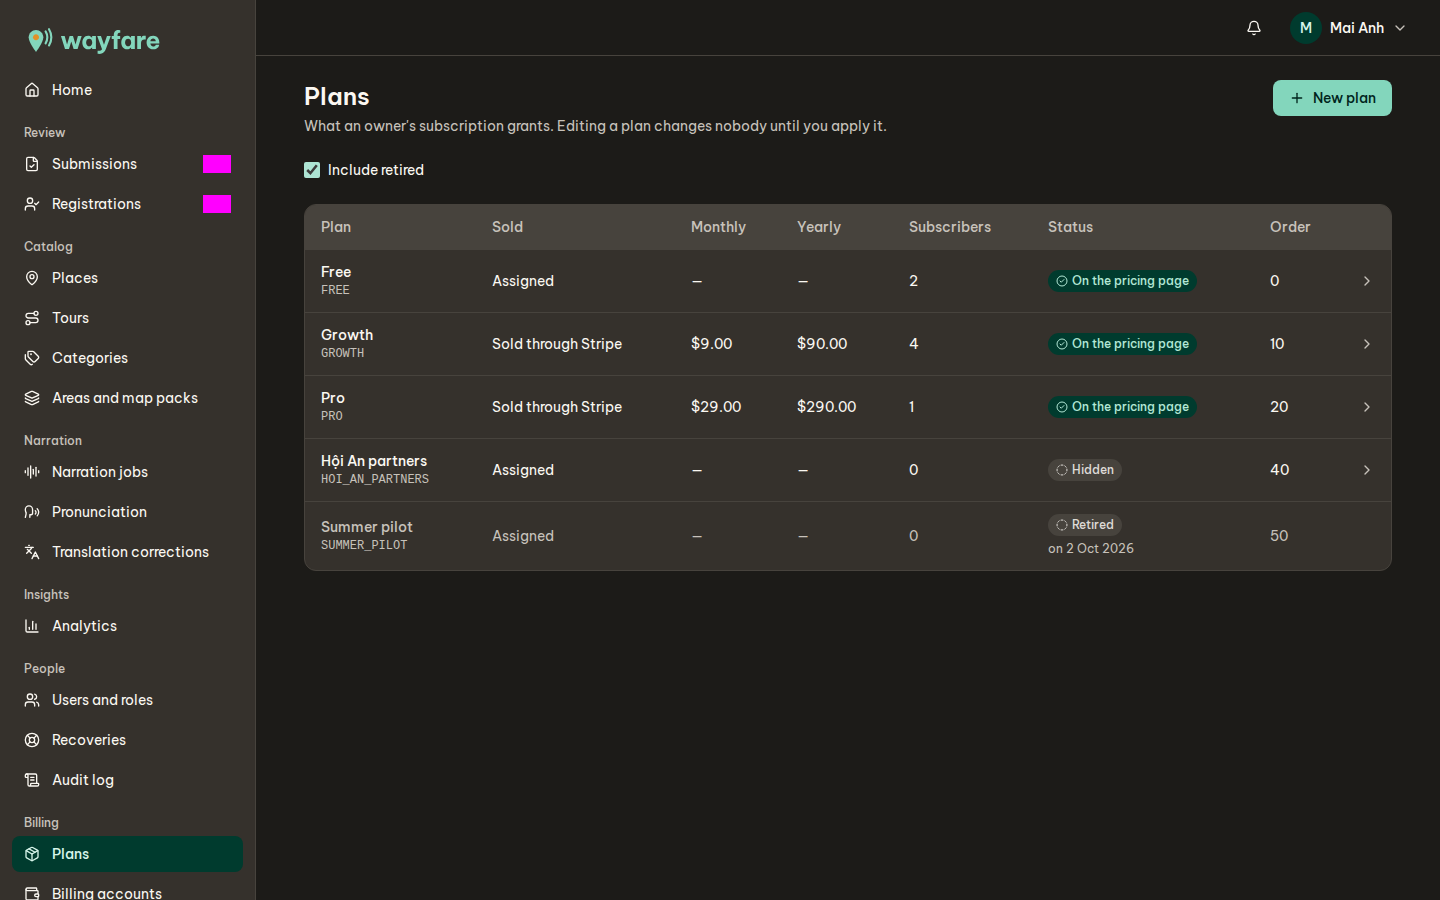 wayfare
Home
Review
Submissions
Registrations
Catalog
Places
Tours
Categories
Areas and map packs
Narration
Narration jobs
Pronunciation
Translation corrections
Insights
Analytics
People
Users and roles
Recoveries
Audit log
Billing
Plans
Billing accounts
M Mai Anh
Plans
What an owner's subscription grants. Editing a plan changes nobody until you apply it.
New plan
Include retired
Plan Sold Monthly Yearly Subscribers Status Order
Free
FREE
Assigned — — 2 On the pricing page 0
Growth
GROWTH
Sold through Stripe $9.00 $90.00 4 On the pricing page 10
Pro
PRO
Sold through Stripe $29.00 $290.00 1 On the pricing page 20
Hội An partners
HOI_AN_PARTNERS
Assigned — — 0 Hidden 40
Summer pilot
SUMMER_PILOT
Assigned — — 0 Retired 50
on 2 Oct 2026